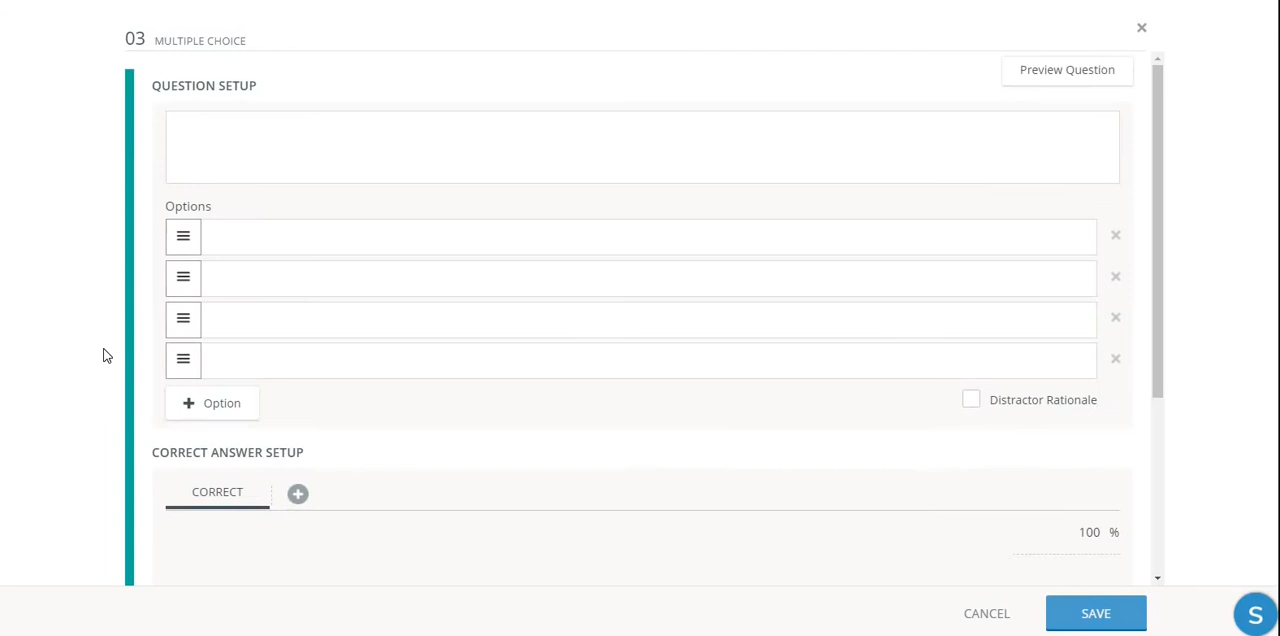 03 MULTIPLE CHOICE
Preview Question
QUESTION SETUP
Options
Option
Distractor Rationale
CORRECT ANSWER SETUP
CORRECT
100 %
CANCEL
SAVE
S